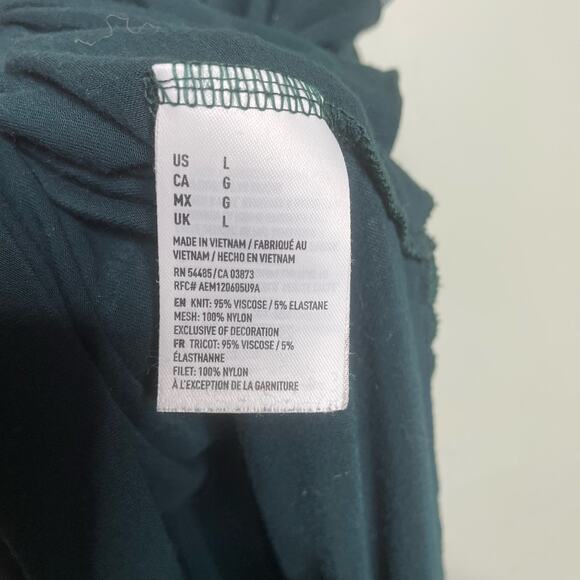 US L
CA G
MX G
UK L
MADE IN VIETNAM / FABRIQUÉ AU
VIETNAM / HECHO EN VIETNAM
RN 54485/CA 03873
RFC# AEM120605U9A
EN KNIT: 95% VISCOSE / 5% ELASTANE
MESH: 100% NYLON
EXCLUSIVE OF DECORATION
FR TRICOT: 95% VISCOSE / 5%
ÉLASTHANNE
FILET: 100% NYLON
À L'EXCEPTION DE LA GARNITURE